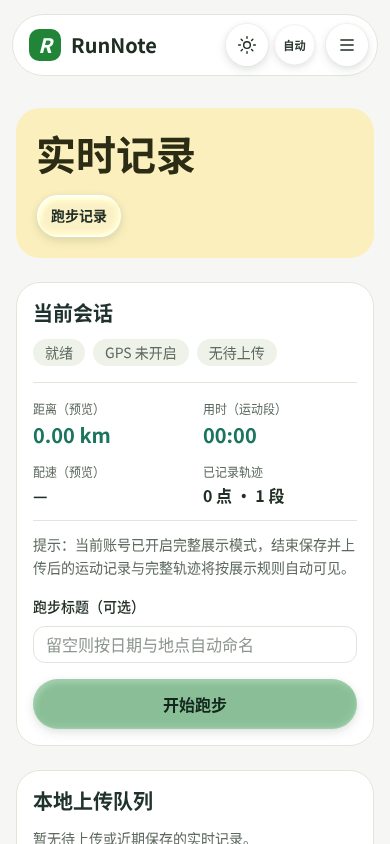 R RunNote 自动
实时记录
跑步记录
当前会话
就绪 GPS 未开启 无待上传
距离（预览） 用时（运动段）
0.00 km 00:00
配速（预览） 已记录轨迹
— 0 点 • 1 段
提示：当前账号已开启完整展示模式，结束保存并上
传后的运动记录与完整轨迹将按展示规则自动可见。
跑步标题（可选）
留空则按日期与地点自动命名
开始跑步
本地上传队列
暂无待上传或近期保存的实时记录。